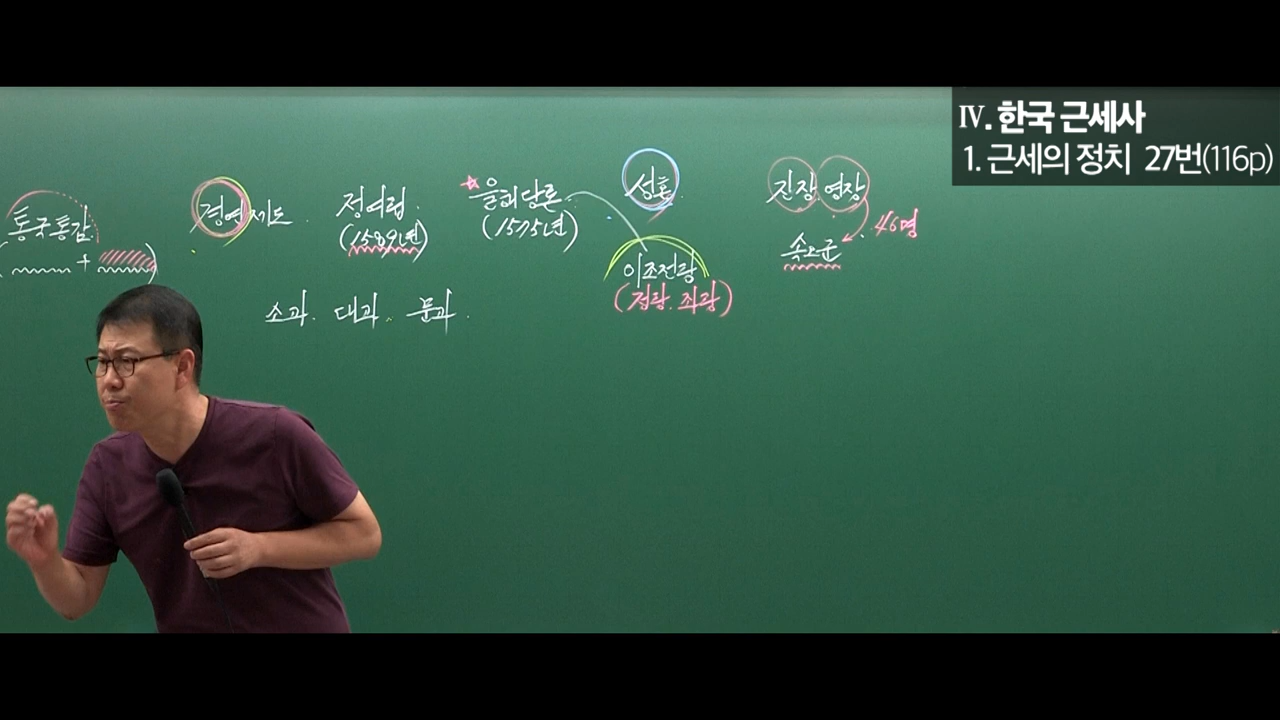 Ⅳ. 한국 근세사
1. 근세의 정치 27번(116p)
동국통감
( + )
경연제도.
정여립.
(1589년)
을해당론.
(1575년)
성혼
이조전랑
(정랑. 좌랑)
진장. 영장
46명
속오군
소과. 대과. 문과.